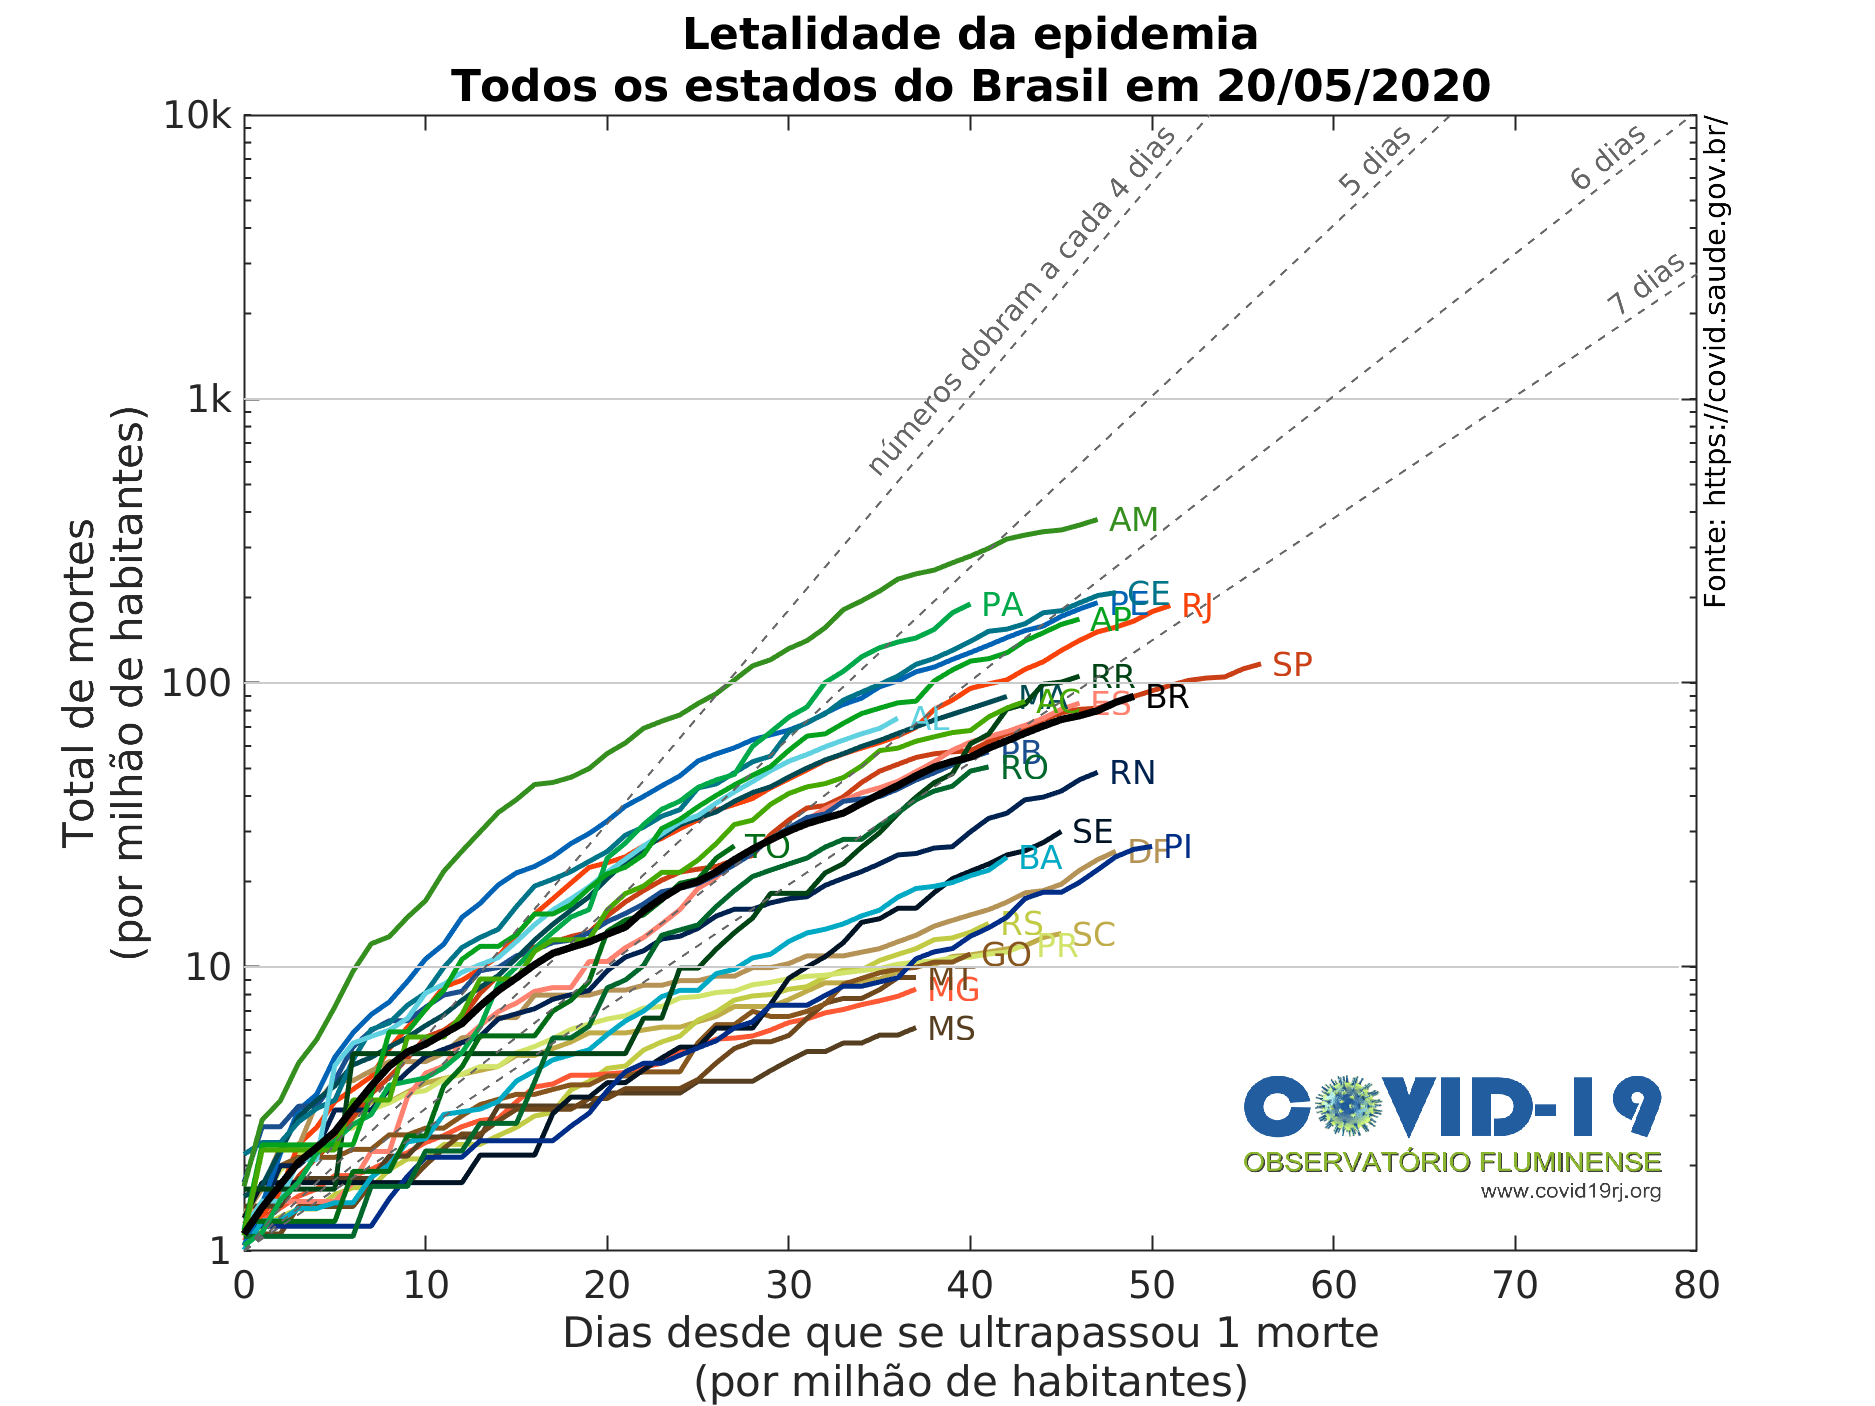 Letalidade da epidemia
Todos os estados do Brasil em 20/05/2020
10k
1k
100
10
1
Total de mortes
(por milhão de habitantes)
números dobram a cada 4 dias
5 dias
6 dias
7 dias
Fonte: https://covid.saude.gov.br/
AM
CE
PE
PA
RJ
AP
SP
RR
MA
AC
ES
BR
AL
PB
RO
RN
SE
TO
DF
PI
BA
RS
SC
PR
GO
MT
MG
MS
COVID-19
OBSERVATÓRIO FLUMINENSE
www.covid19rj.org
0 10 20 30 40 50 60 70 80
Dias desde que se ultrapassou 1 morte
(por milhão de habitantes)